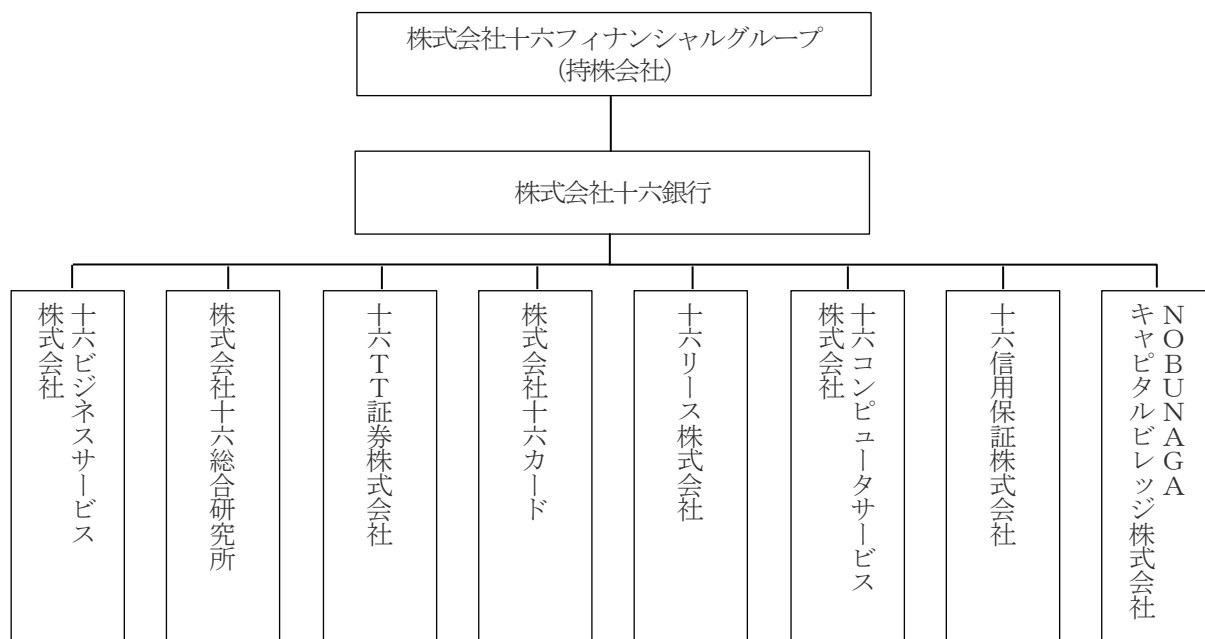 株式会社十六フィナンシャルグループ
(持株会社)
株式会社十六銀行
十六ビジネスサービス
株式会社
株式会社十六総合研究所
十六ＴＴ証券株式会社
株式会社十六カード
十六リース株式会社
十六コンピュータサービス
株式会社
十六信用保証株式会社
ＮＯＢＵＮＡＧＡ
キャピタルビレッジ株式会社